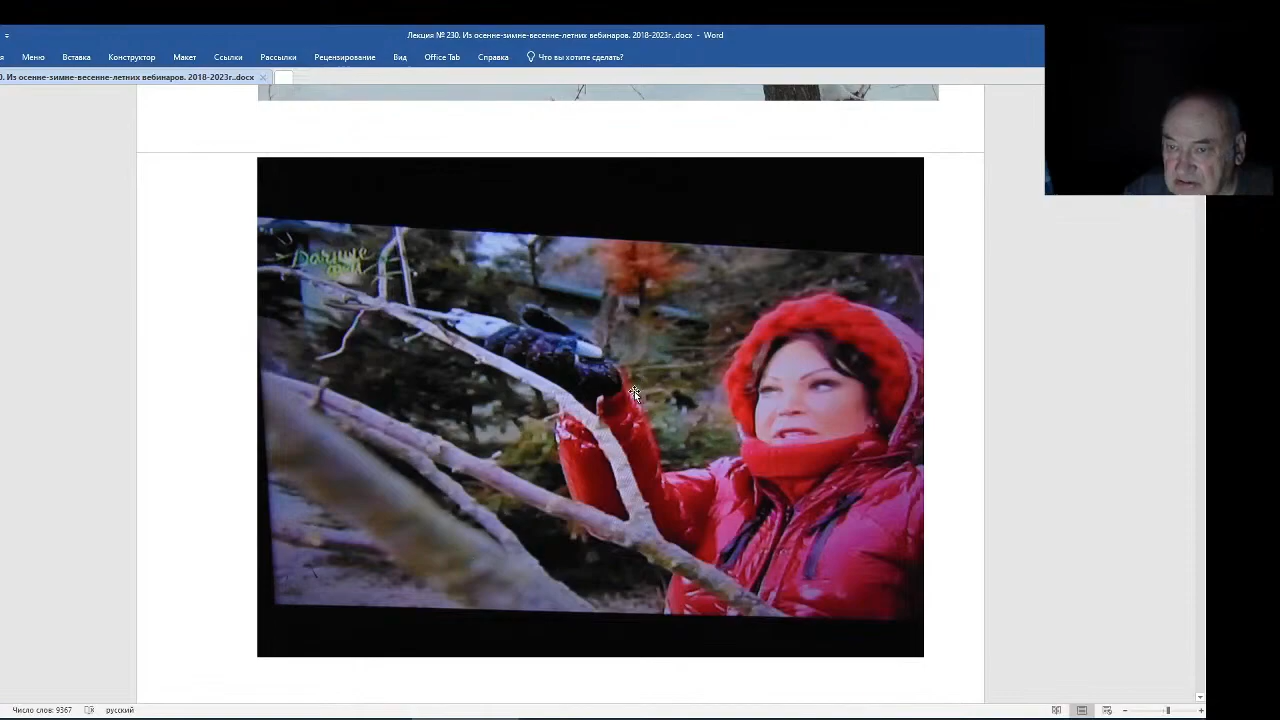 Лекция № 230. Из осенне-зимне-весенне-летних вебинаров. 2018-2023г..docx - Word
я Меню Вставка Конструктор Макет Ссылки Рассылки Рецензирование Вид Office Tab Справка Что вы хотите сделать?
0. Из осенне-зимне-весенне-летних вебинаров. 2018-2023г..docx
Дачные
феи
Число слов: 9367 русский